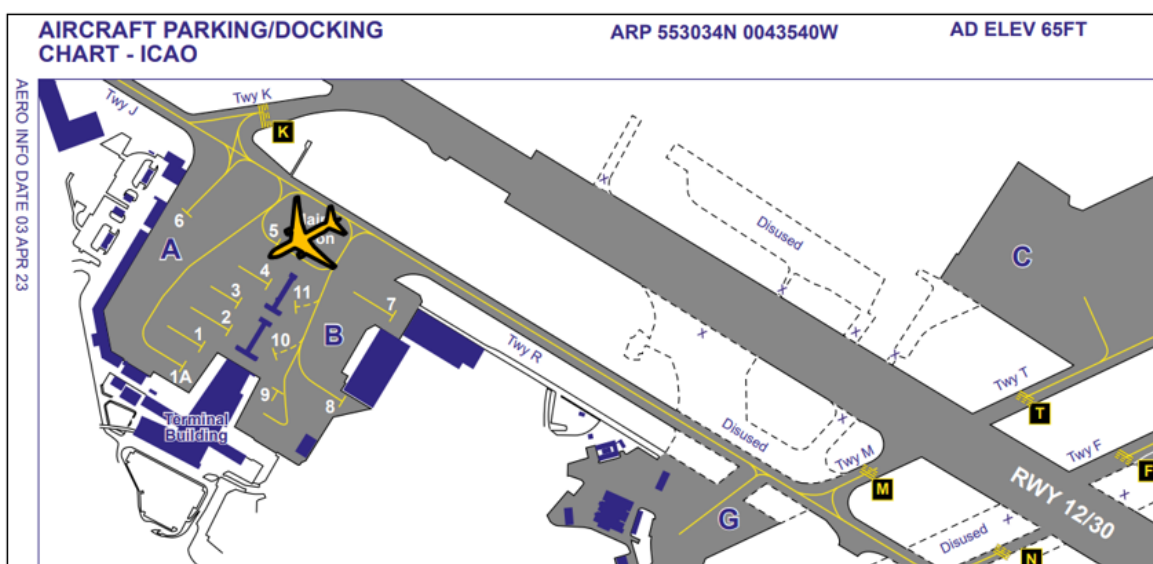 AIRCRAFT PARKING/DOCKING
CHART - ICAO
ARP 553034N 0043540W
AD ELEV 65FT
AERO INFO DATE 03 APR 23
Twy J
Twy K
K
6
A
5
4
3
2
1
1A
11
10
9
B
7
8
Terminal
Building
Twy R
Disused
Disused
C
Twy T
T
Twy F
F
Twy M
M
G
RWY 12/30
Disused
N